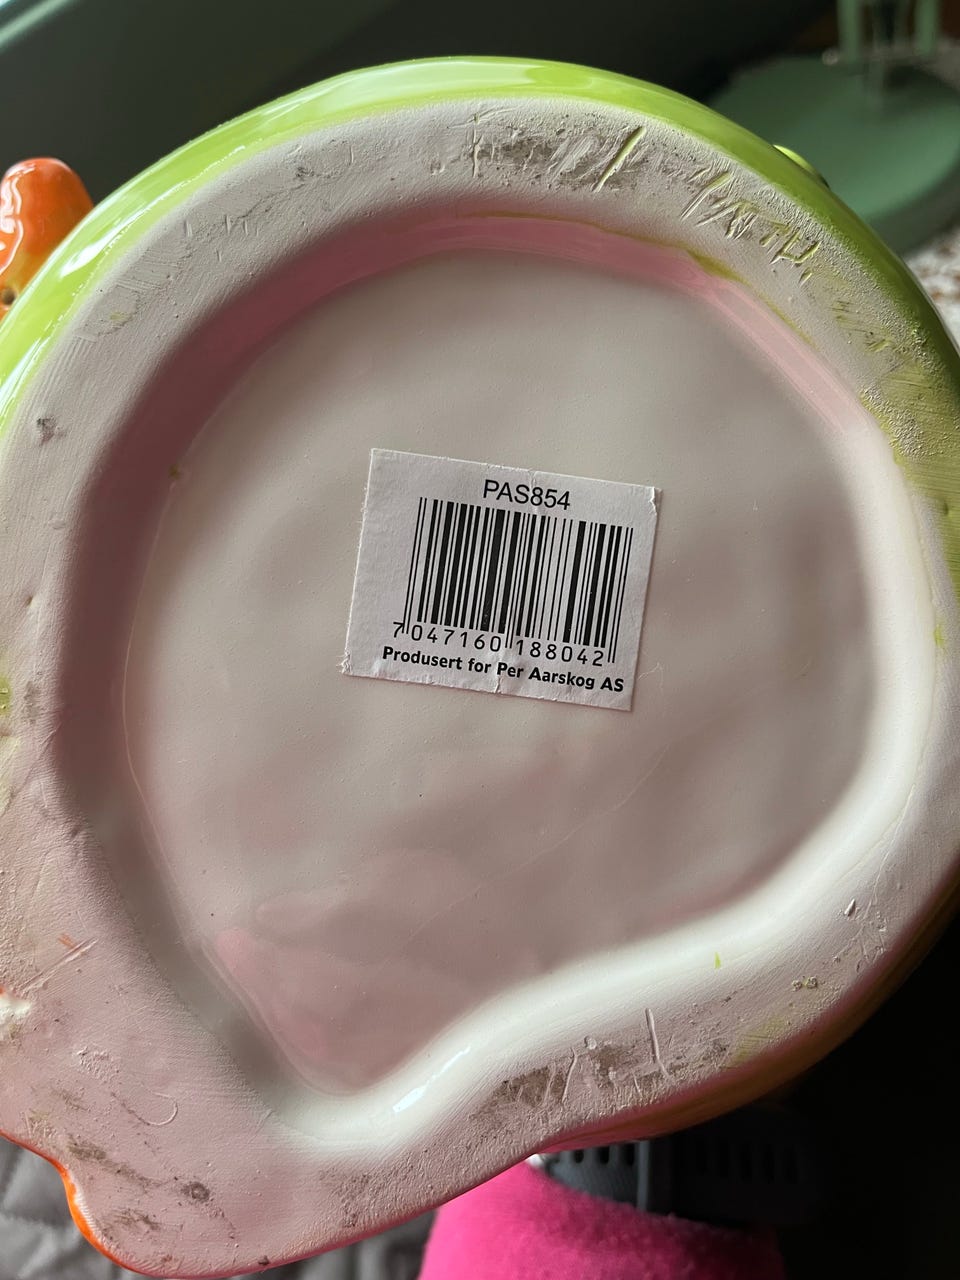 PAS854
7 047160 188042
Produsert for Per Aarskog AS